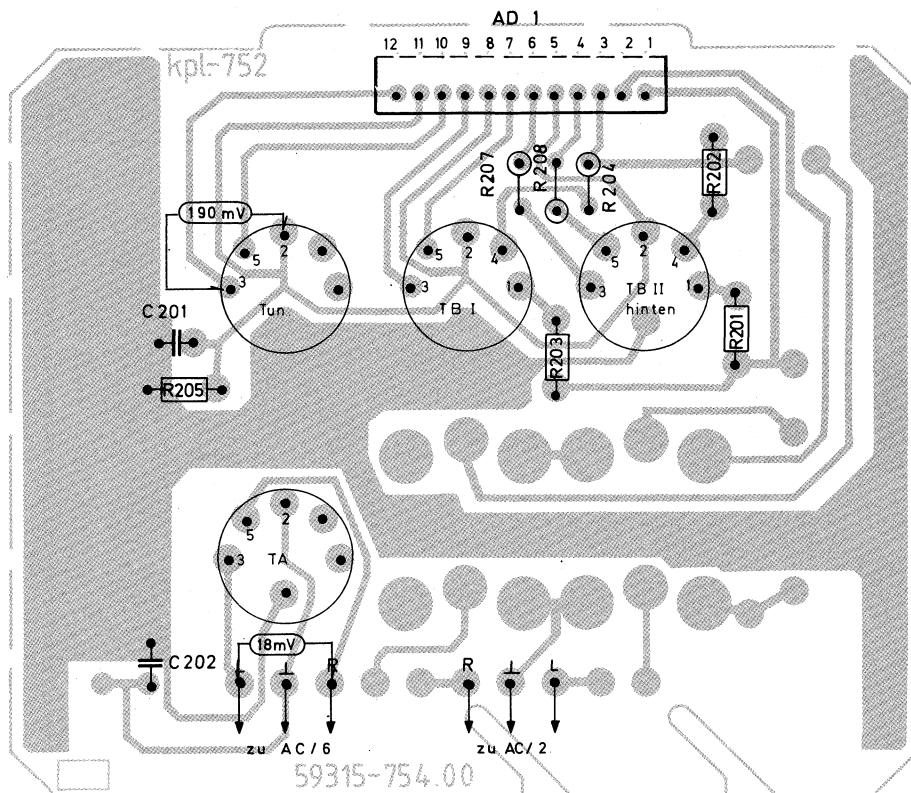 AD 1
12 11 10 9 8 7 6 5 4 3 2 1
kpl-752
R207
R208
R204
R202
190 mV
2
5
3
Tun
2
5
4
3
1
TB I
2
5
4
3
1
TB II
hinten
C201
R205
R203
R201
2
5
3
TA
18mV
C202
L ⊥ R
R ⊥ L
zu AC/6
zu AC/2
59315-754.00